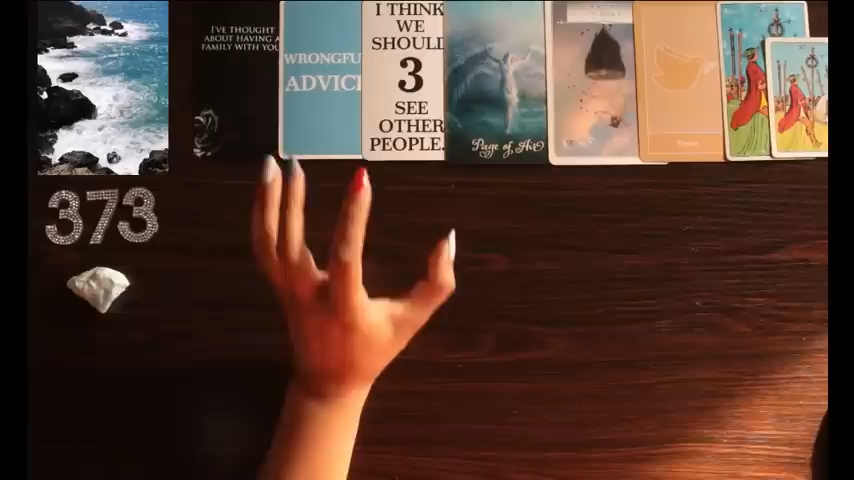 I'VE THOUGHT
ABOUT HAVING A
FAMILY WITH YOU
WRONGFU
ADVIC
I THINK
WE
SHOULD
3
SEE
OTHER
PEOPLE.
Page of Air
373